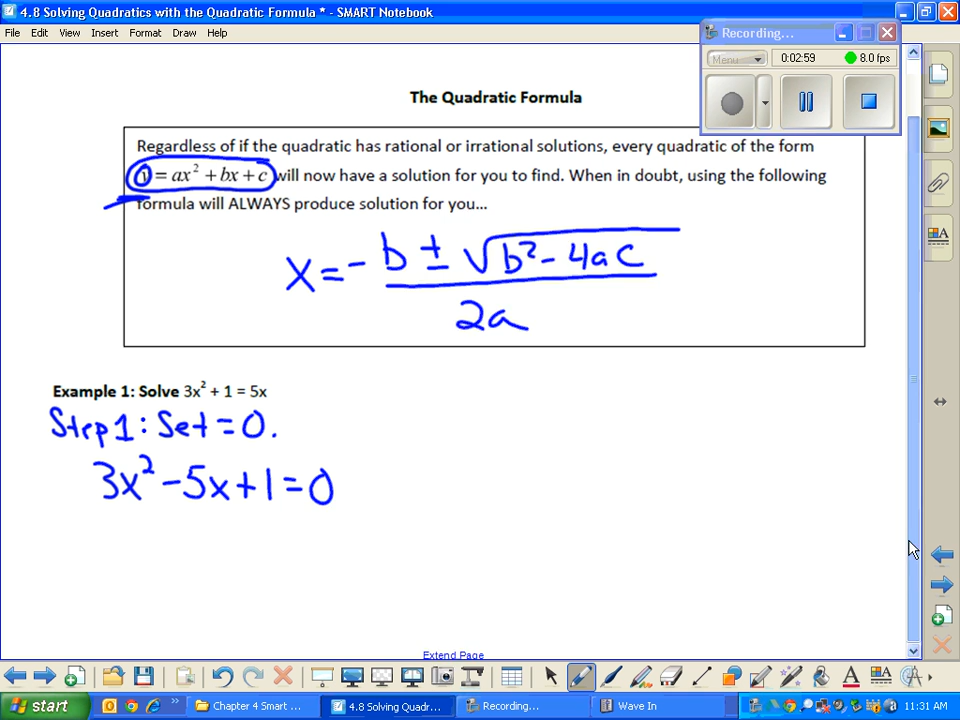 4.8 Solving Quadratics with the Quadratic Formula * - SMART Notebook
File Edit View Insert Format Draw Help
Recording...
Menu 0:02:59 8.0 fps
The Quadratic Formula
Regardless of if the quadratic has rational or irrational solutions, every quadratic of the form
0 = ax² + bx + c will now have a solution for you to find. When in doubt, using the following
formula will ALWAYS produce solution for you...
x = -b ± √(b² - 4ac)
2a
Example 1: Solve 3x² + 1 = 5x
Step 1: Set = 0.
3x² - 5x + 1 = 0
Extend Page
start Chapter 4 Smart ... 4.8 Solving Quadr... Recording... Wave In 11:31 AM